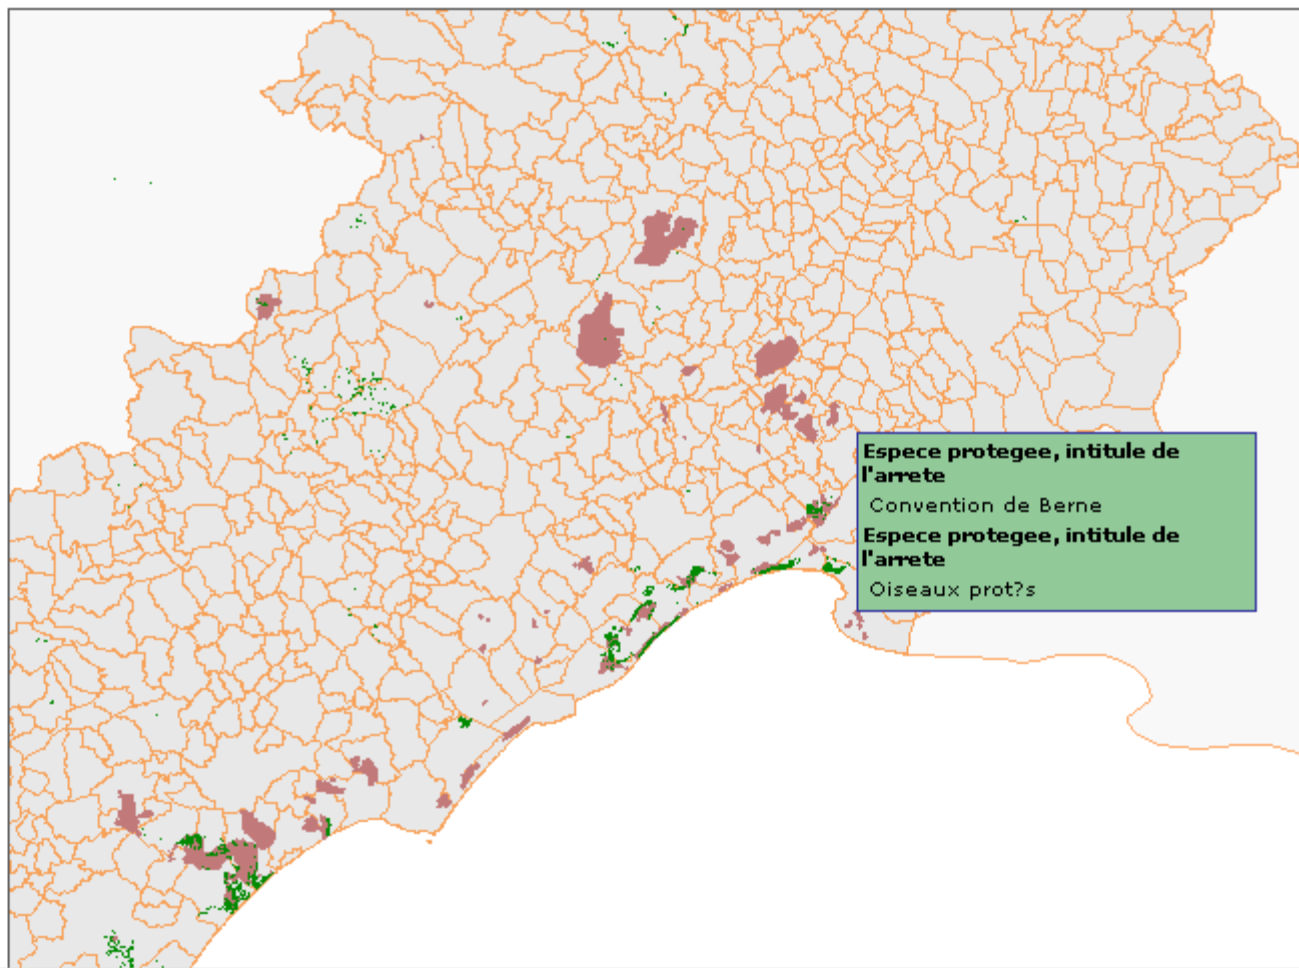 Espece protegee, intitule de
l'arrete
Convention de Berne
Espece protegee, intitule de
l'arrete
Oiseaux prot?s